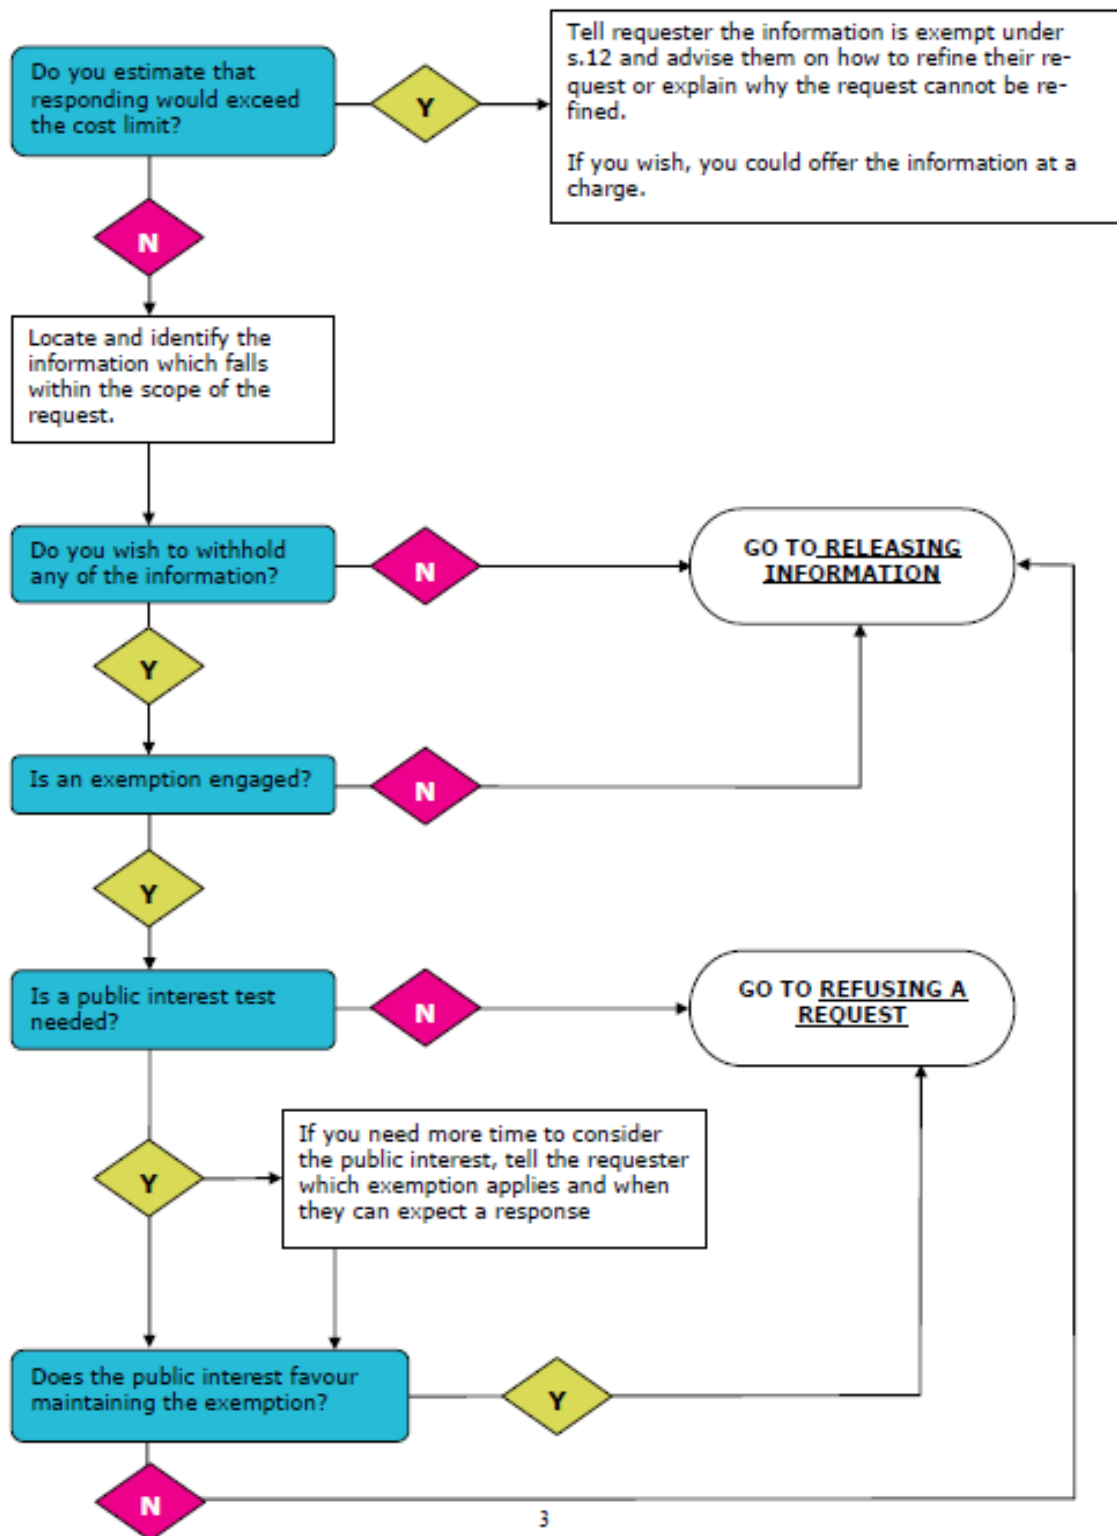 Do you estimate that
responding would exceed
the cost limit?
Y
Tell requester the information is exempt under
s.12 and advise them on how to refine their re-
quest or explain why the request cannot be re-
fined.
If you wish, you could offer the information at a
charge.
N
Locate and identify the
information which falls
within the scope of the
request.
Do you wish to withhold
any of the information?
N
GO TO RELEASING
INFORMATION
Y
Is an exemption engaged?
N
Y
Is a public interest test
needed?
N
GO TO REFUSING A
REQUEST
Y
If you need more time to consider
the public interest, tell the requester
which exemption applies and when
they can expect a response
Does the public interest favour
maintaining the exemption?
Y
N
3